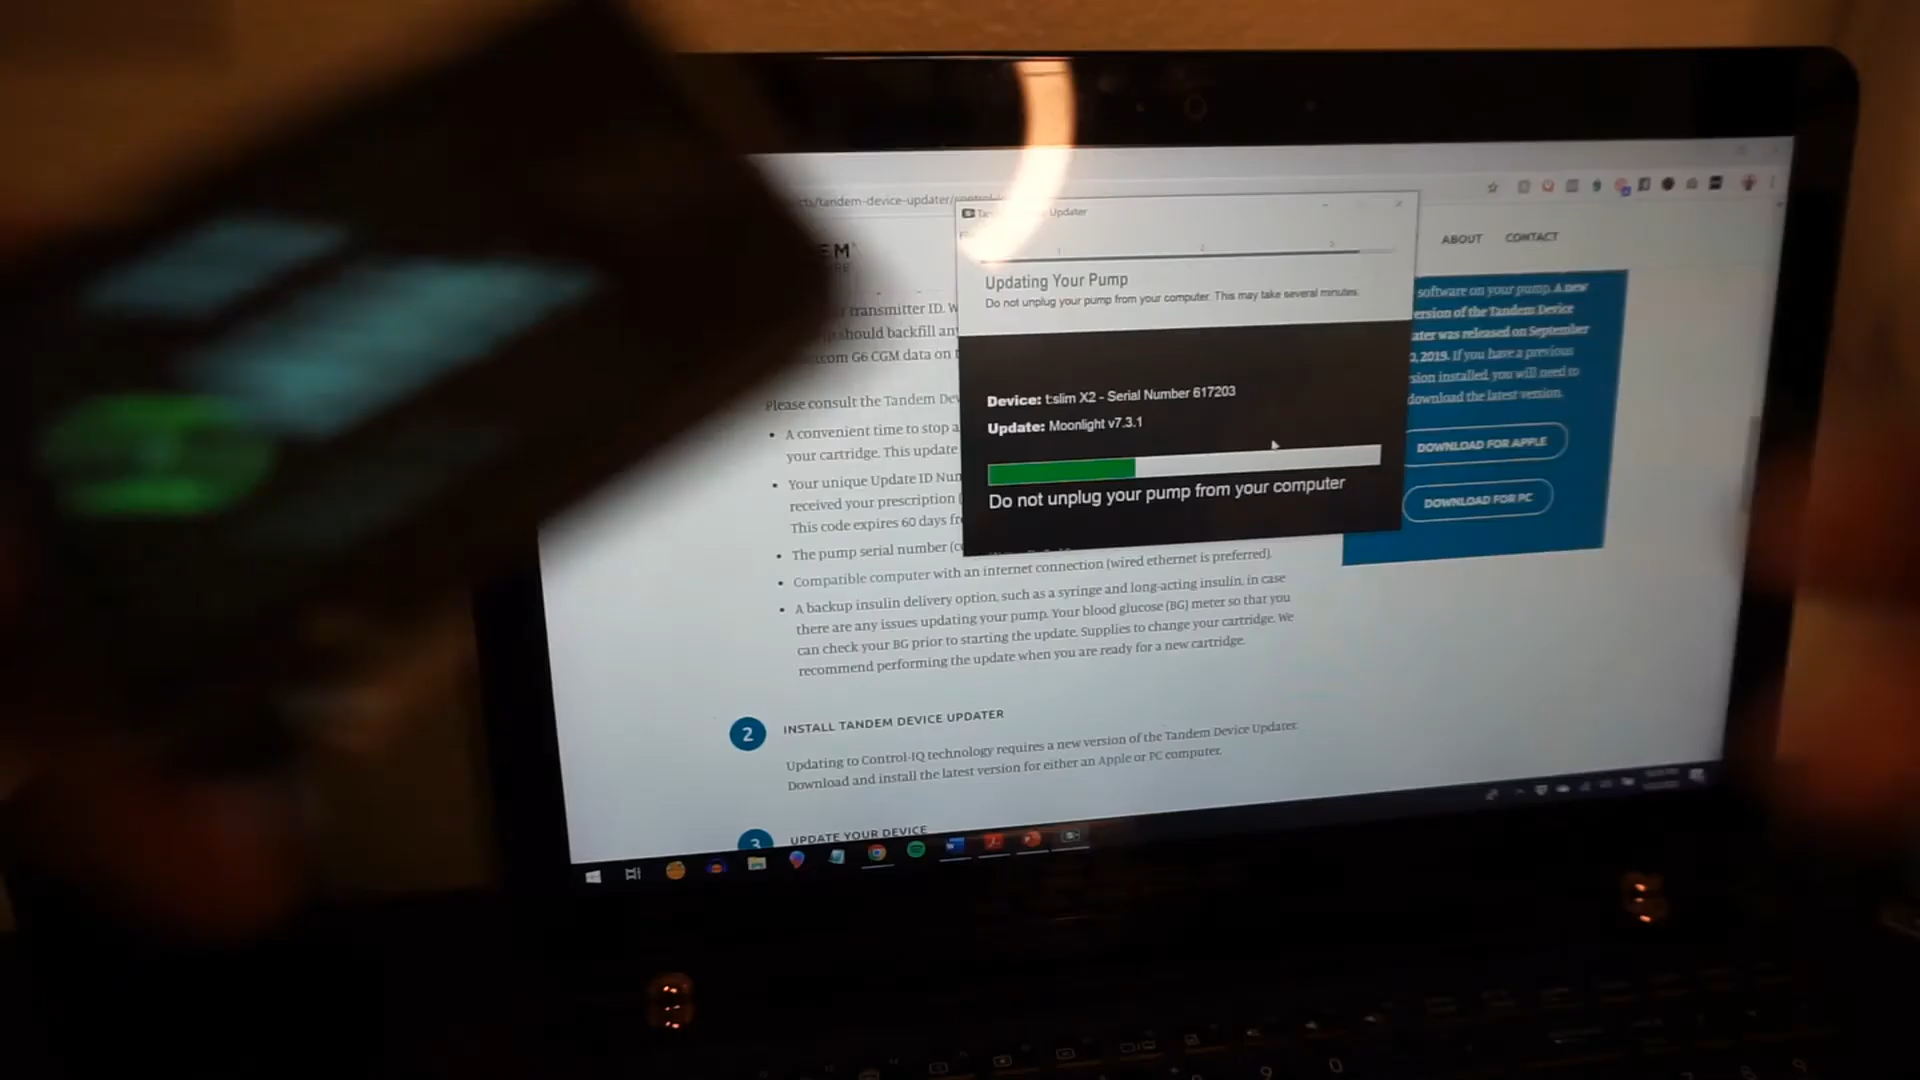 cts/tandem-device-updater/
Updater
1 2 3
Updating Your Pump
Do not unplug your pump from your computer. This may take several minutes.
Device: t:slim X2 - Serial Number 617203
Update: Moonlight v7.3.1
Do not unplug your pump from your computer
ABOUT CONTACT
transmitter ID. W
should backfill any
com G6 CGM data on
Please consult the Tandem Dev
• A convenient time to stop a
your cartridge. This update
• Your unique Update ID Num
received your prescription
This code expires 60 days fr
• The pump serial number
• Compatible computer with an internet connection (wired ethernet is preferred).
• A backup insulin delivery option, such as a syringe and long-acting insulin, in case
there are any issues updating your pump. Your blood glucose (BG) meter so that you
can check your BG prior to starting the update. Supplies to change your cartridge. We
recommend performing the update when you are ready for a new cartridge.
software on your pump. A new
ersion of the Tandem Device
ater was released on September
, 2019. If you have a previous
sion installed, you will need to
download the latest version.
DOWNLOAD FOR APPLE
DOWNLOAD FOR PC
2 INSTALL TANDEM DEVICE UPDATER
Updating to Control-IQ technology requires a new version of the Tandem Device Updater.
Download and install the latest version for either an Apple or PC computer.
3 UPDATE YOUR DEVICE